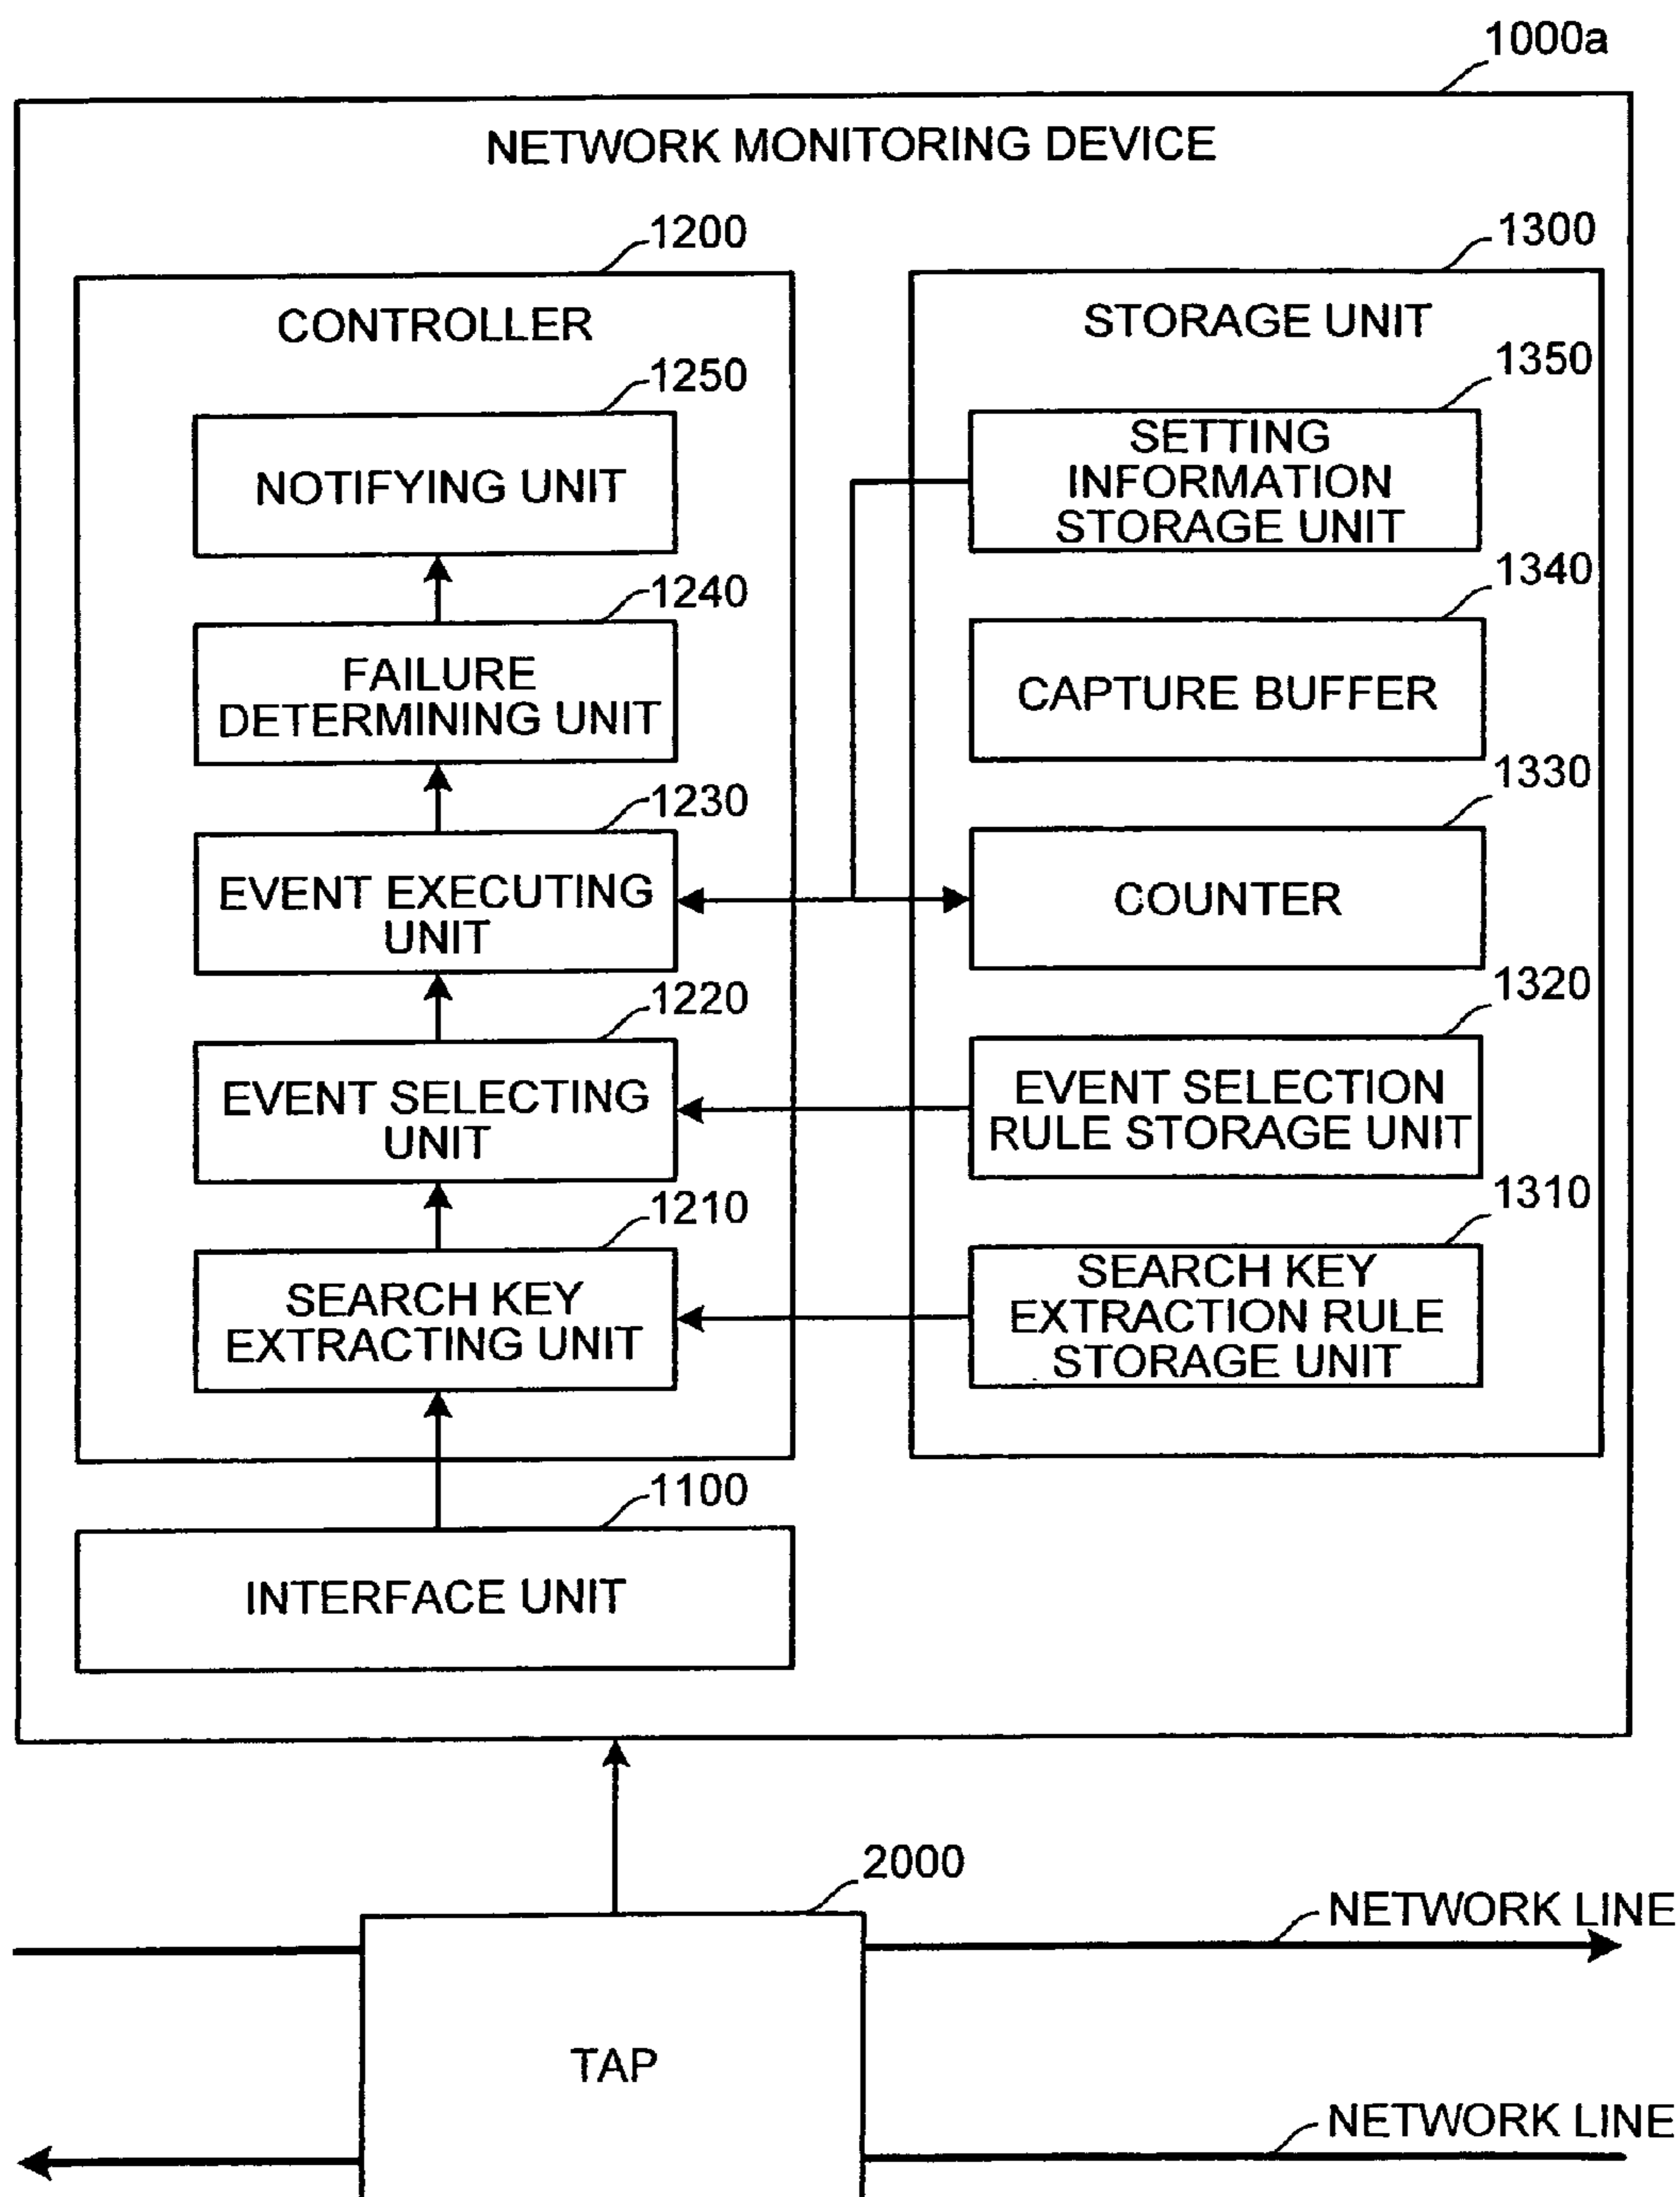 1000a
NETWORK MONITORING DEVICE
1200
CONTROLLER
1250
NOTIFYING UNIT
1240
FAILURE
DETERMINING UNIT
1230
EVENT EXECUTING
UNIT
1220
EVENT SELECTING
UNIT
1210
SEARCH KEY
EXTRACTING UNIT
1300
STORAGE UNIT
1350
SETTING
INFORMATION
STORAGE UNIT
1340
CAPTURE BUFFER
1330
COUNTER
1320
EVENT SELECTION
RULE STORAGE UNIT
1310
SEARCH KEY
EXTRACTION RULE
STORAGE UNIT
1100
INTERFACE UNIT
2000
TAP
NETWORK LINE
NETWORK LINE